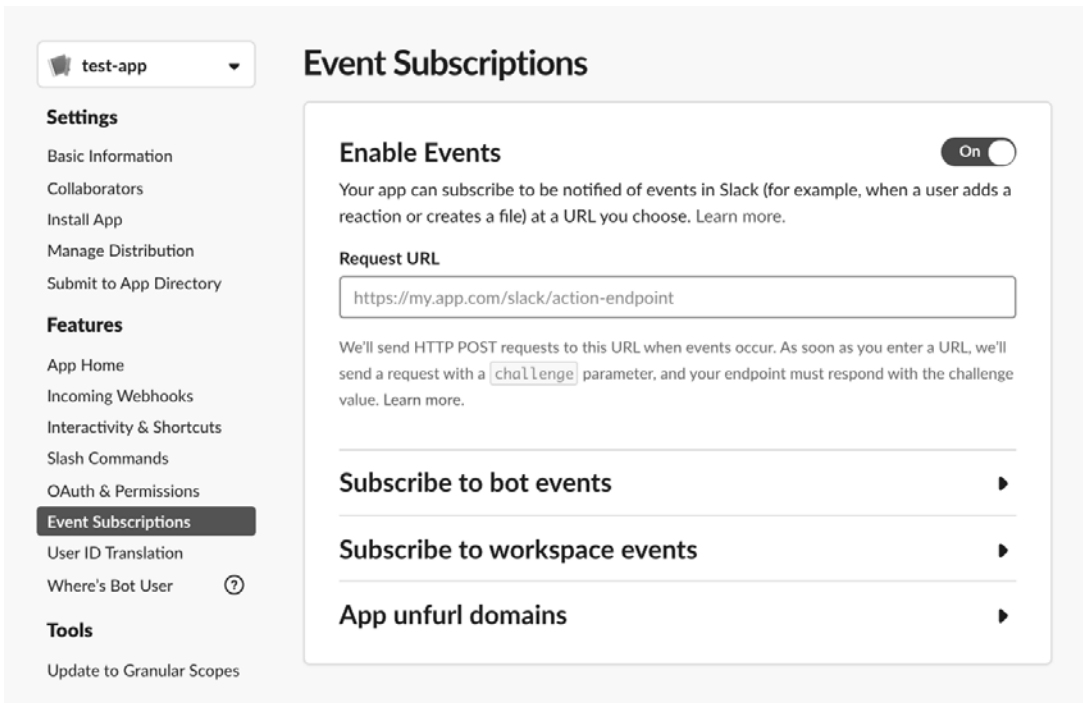 test-app
Settings
Basic Information
Collaborators
Install App
Manage Distribution
Submit to App Directory
Features
App Home
Incoming Webhooks
Interactivity & Shortcuts
Slash Commands
OAuth & Permissions
Event Subscriptions
User ID Translation
Where's Bot User ?
Tools
Update to Granular Scopes
Event Subscriptions
Enable Events
On
Your app can subscribe to be notified of events in Slack (for example, when a user adds a
reaction or creates a file) at a URL you choose. Learn more.
Request URL
https://my.app.com/slack/action-endpoint
We'll send HTTP POST requests to this URL when events occur. As soon as you enter a URL, we'll
send a request with a challenge parameter, and your endpoint must respond with the challenge
value. Learn more.
Subscribe to bot events
Subscribe to workspace events
App unfurl domains